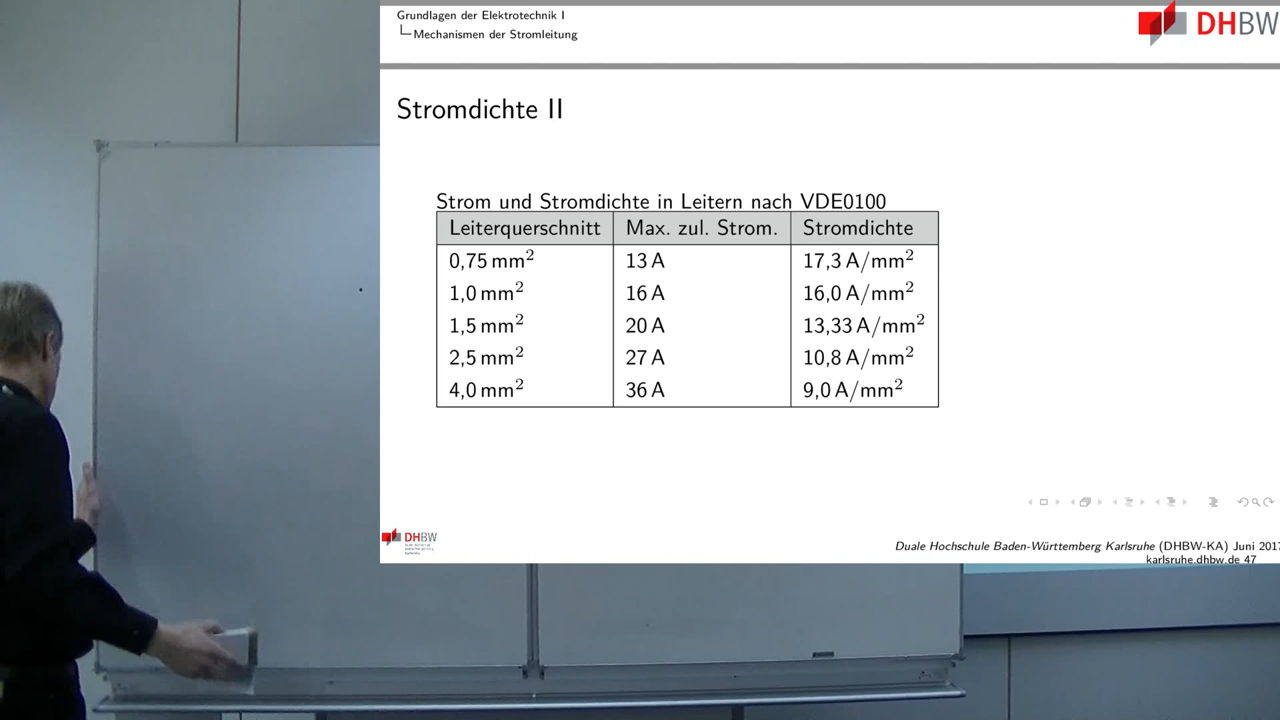 Grundlagen der Elektrotechnik I
Mechanismen der Stromleitung
DHBW
Stromdichte II
Strom und Stromdichte in Leitern nach VDE0100
Leiterquerschnitt Max. zul. Strom. Stromdichte
0,75 mm² 13 A 17,3 A/mm²
1,0 mm² 16 A 16,0 A/mm²
1,5 mm² 20 A 13,33 A/mm²
2,5 mm² 27 A 10,8 A/mm²
4,0 mm² 36 A 9,0 A/mm²
DHBW
Duale Hochschule Baden-Württemberg Karlsruhe (DHBW-KA) Juni 2017
karlsruhe.dhbw.de 47